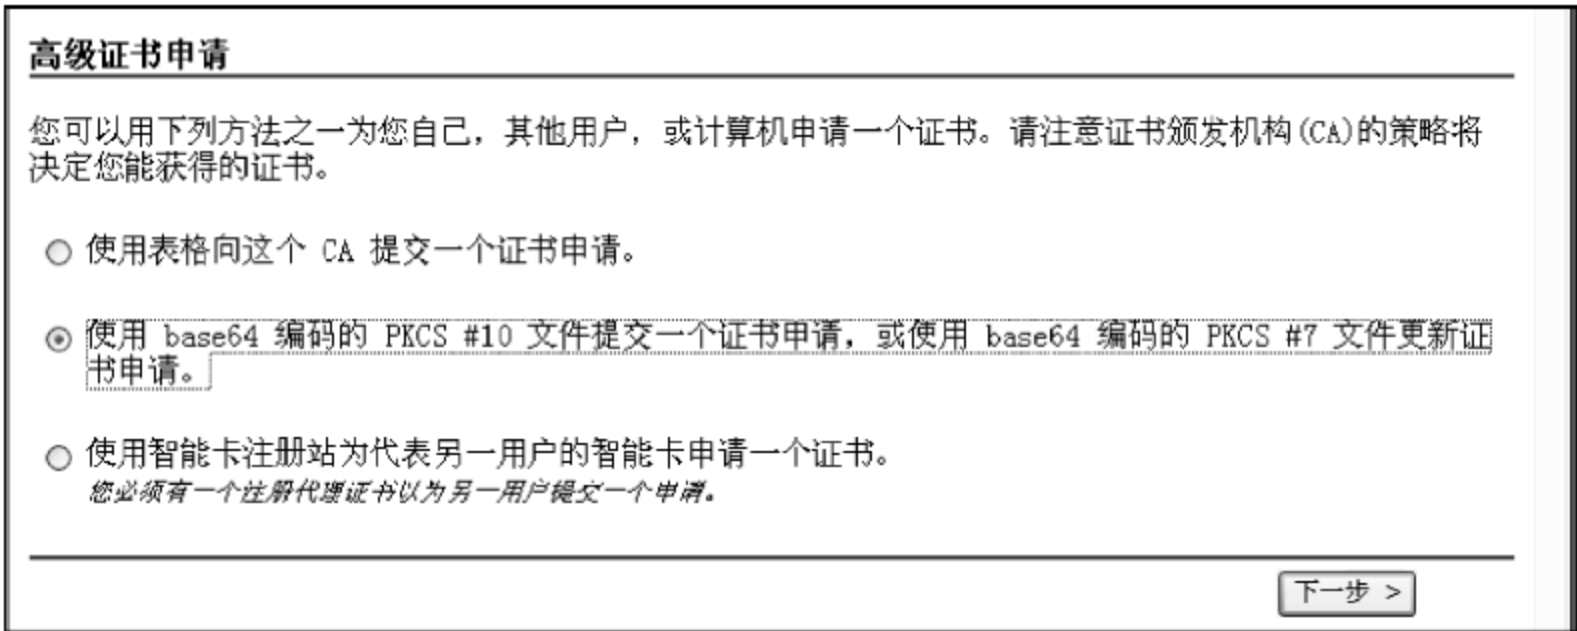 高级证书申请
您可以用下列方法之一为您自己，其他用户，或计算机申请一个证书。请注意证书颁发机构(CA)的策略将
决定您能获得的证书。
使用表格向这个 CA 提交一个证书申请。
使用 base64 编码的 PKCS #10 文件提交一个证书申请，或使用 base64 编码的 PKCS #7 文件更新证
书申请。
使用智能卡注册站为代表另一用户的智能卡申请一个证书。
您必须有一个注册代理证书以为另一用户提交一个申请。
下一步 >